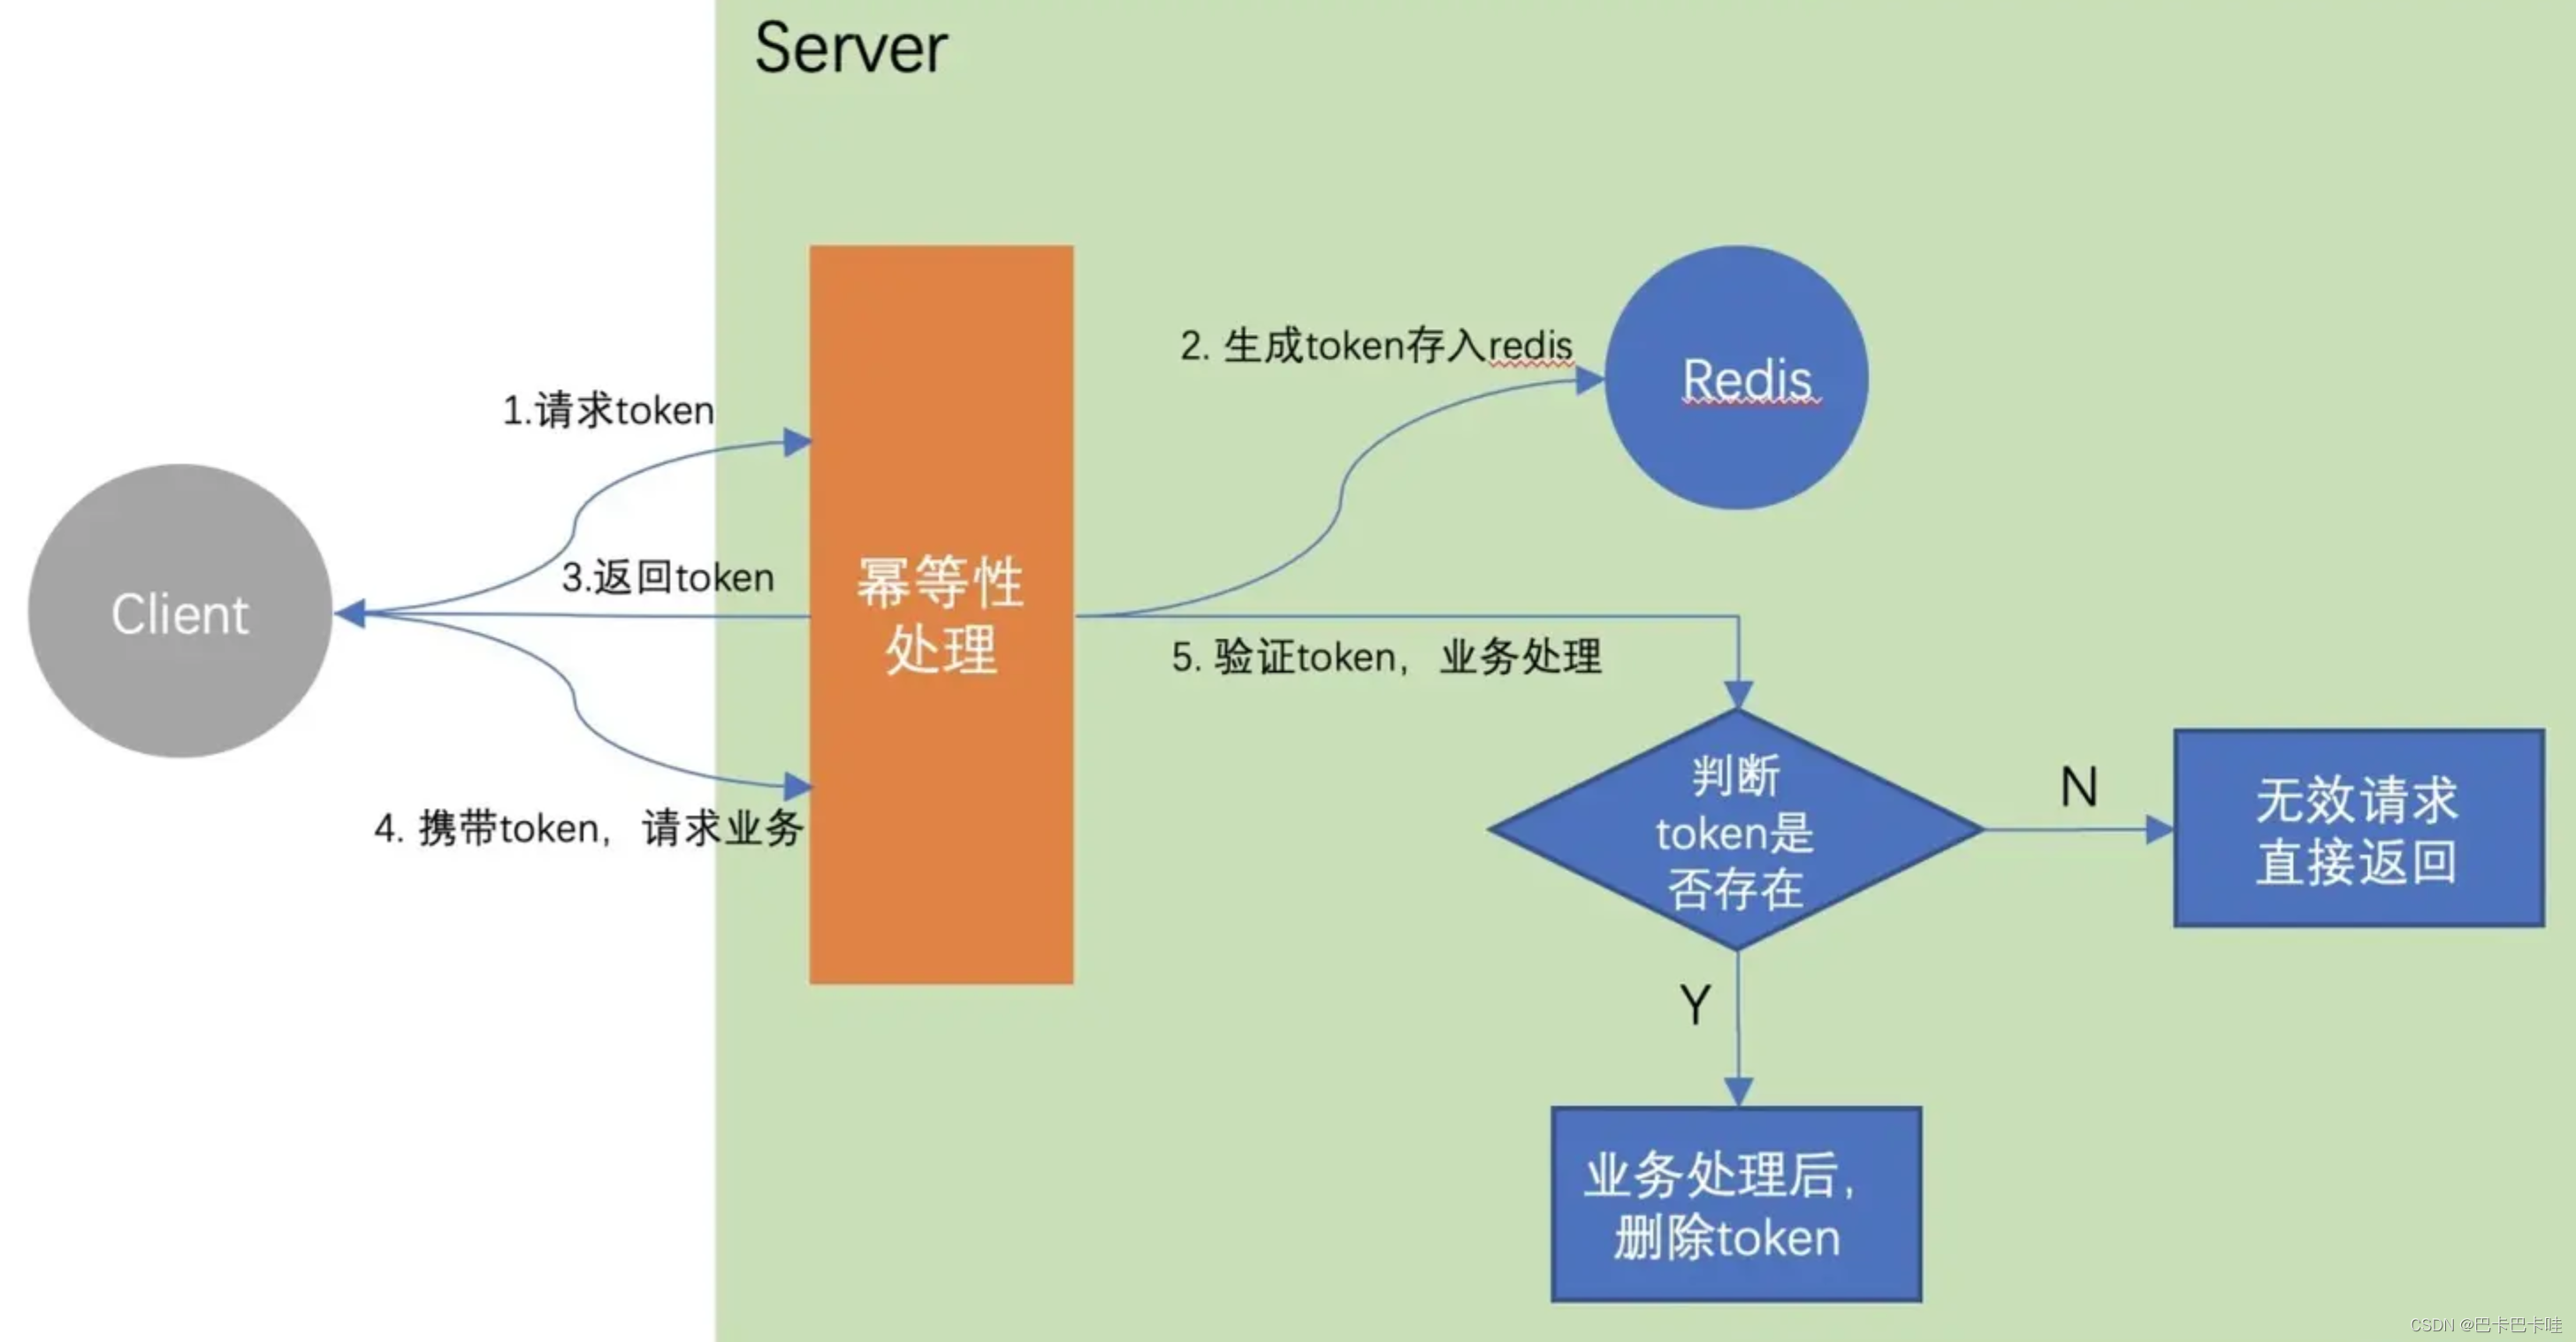 Server
1.请求token
2. 生成token存入redis
Redis
Client
3.返回token
幂等性
处理
4. 携带token，请求业务
5. 验证token，业务处理
判断
token是
否存在
N
无效请求
直接返回
Y
业务处理后，
删除token
CSDN @巴卡巴卡哇